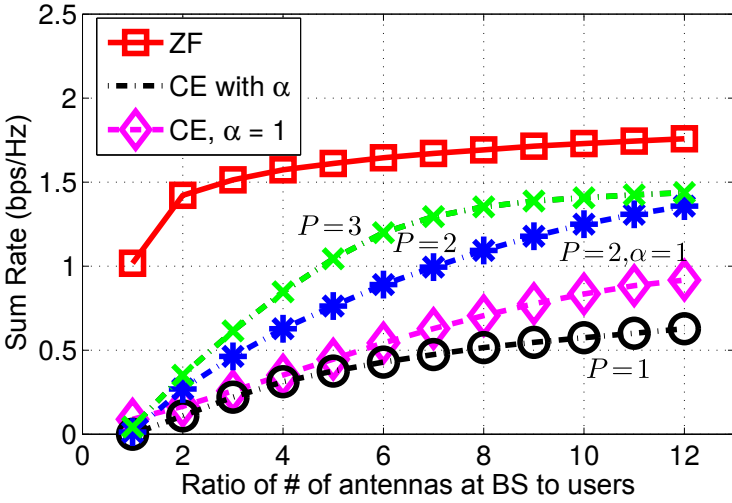 2.5
2
1.5
1
0.5
0
ZF
CE with α
CE, α = 1
P = 3
P = 2
P = 2, α = 1
P = 1
0 2 4 6 8 10 12
Ratio of # of antennas at BS to users
Sum Rate (bps/Hz)